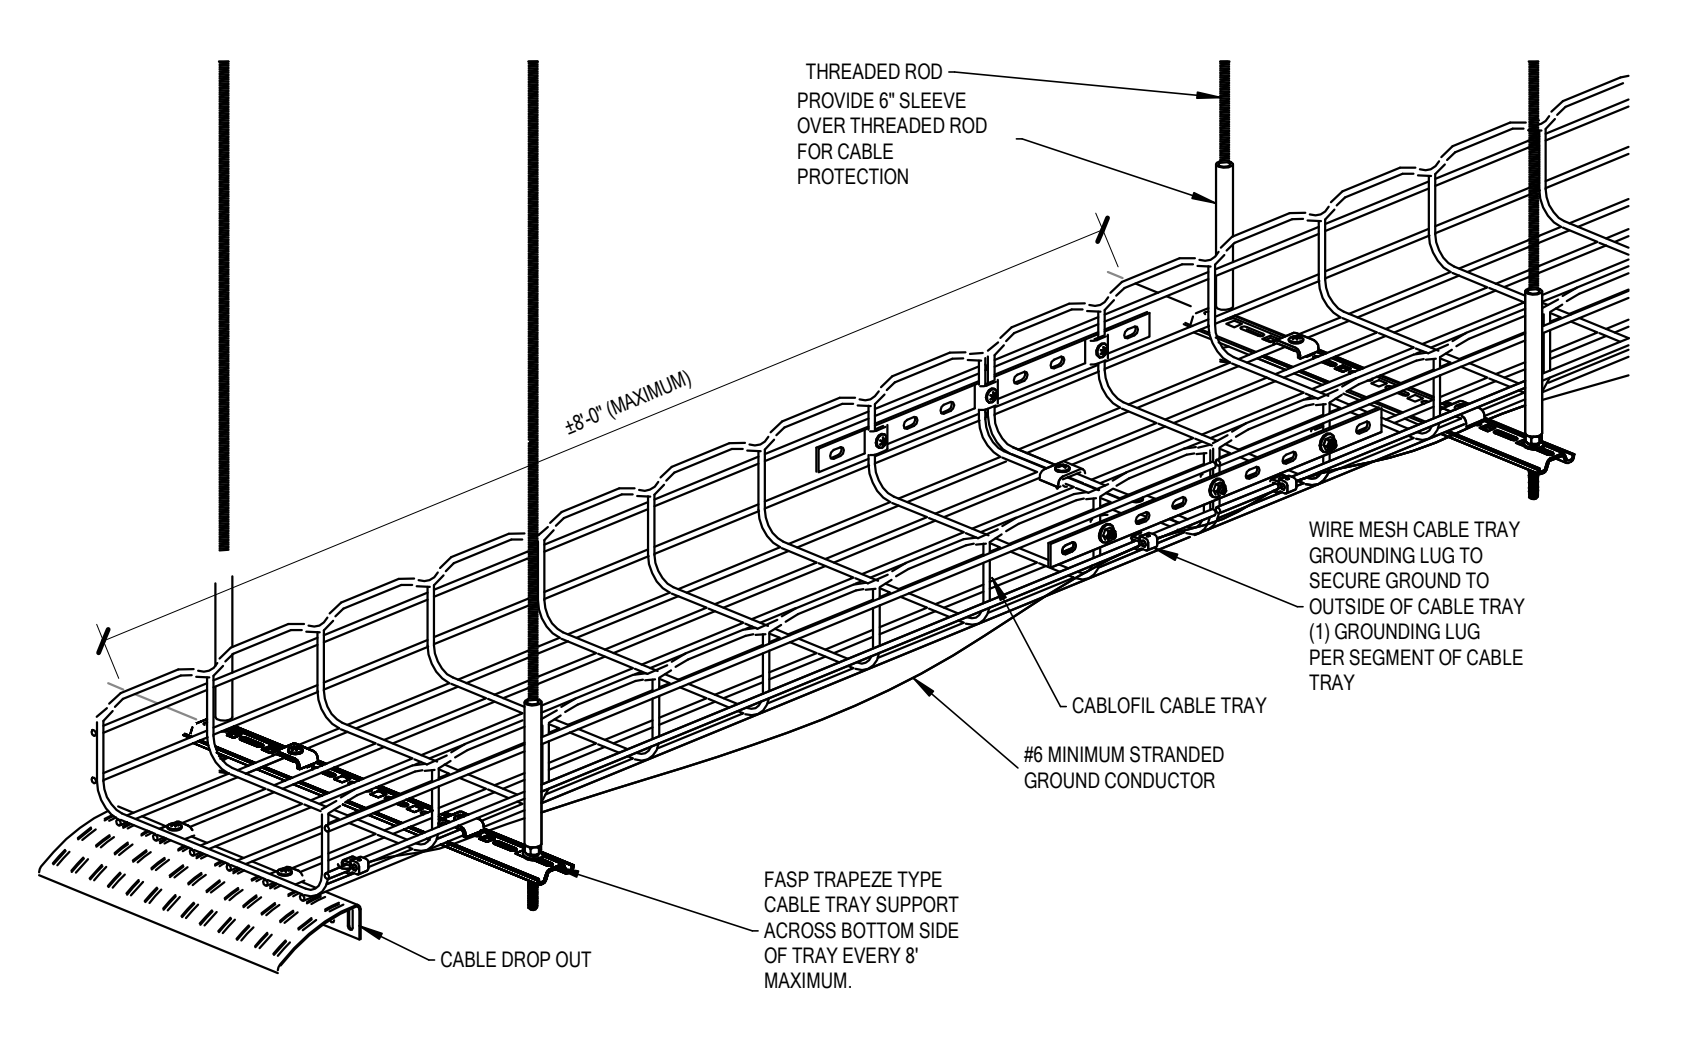 THREADED ROD
PROVIDE 6" SLEEVE
OVER THREADED ROD
FOR CABLE
PROTECTION
±8'-0" (MAXIMUM)
WIRE MESH CABLE TRAY
GROUNDING LUG TO
SECURE GROUND TO
OUTSIDE OF CABLE TRAY
(1) GROUNDING LUG
PER SEGMENT OF CABLE
TRAY
CABLOFIL CABLE TRAY
#6 MINIMUM STRANDED
GROUND CONDUCTOR
FASP TRAPEZE TYPE
CABLE TRAY SUPPORT
ACROSS BOTTOM SIDE
OF TRAY EVERY 8'
MAXIMUM.
CABLE DROP OUT